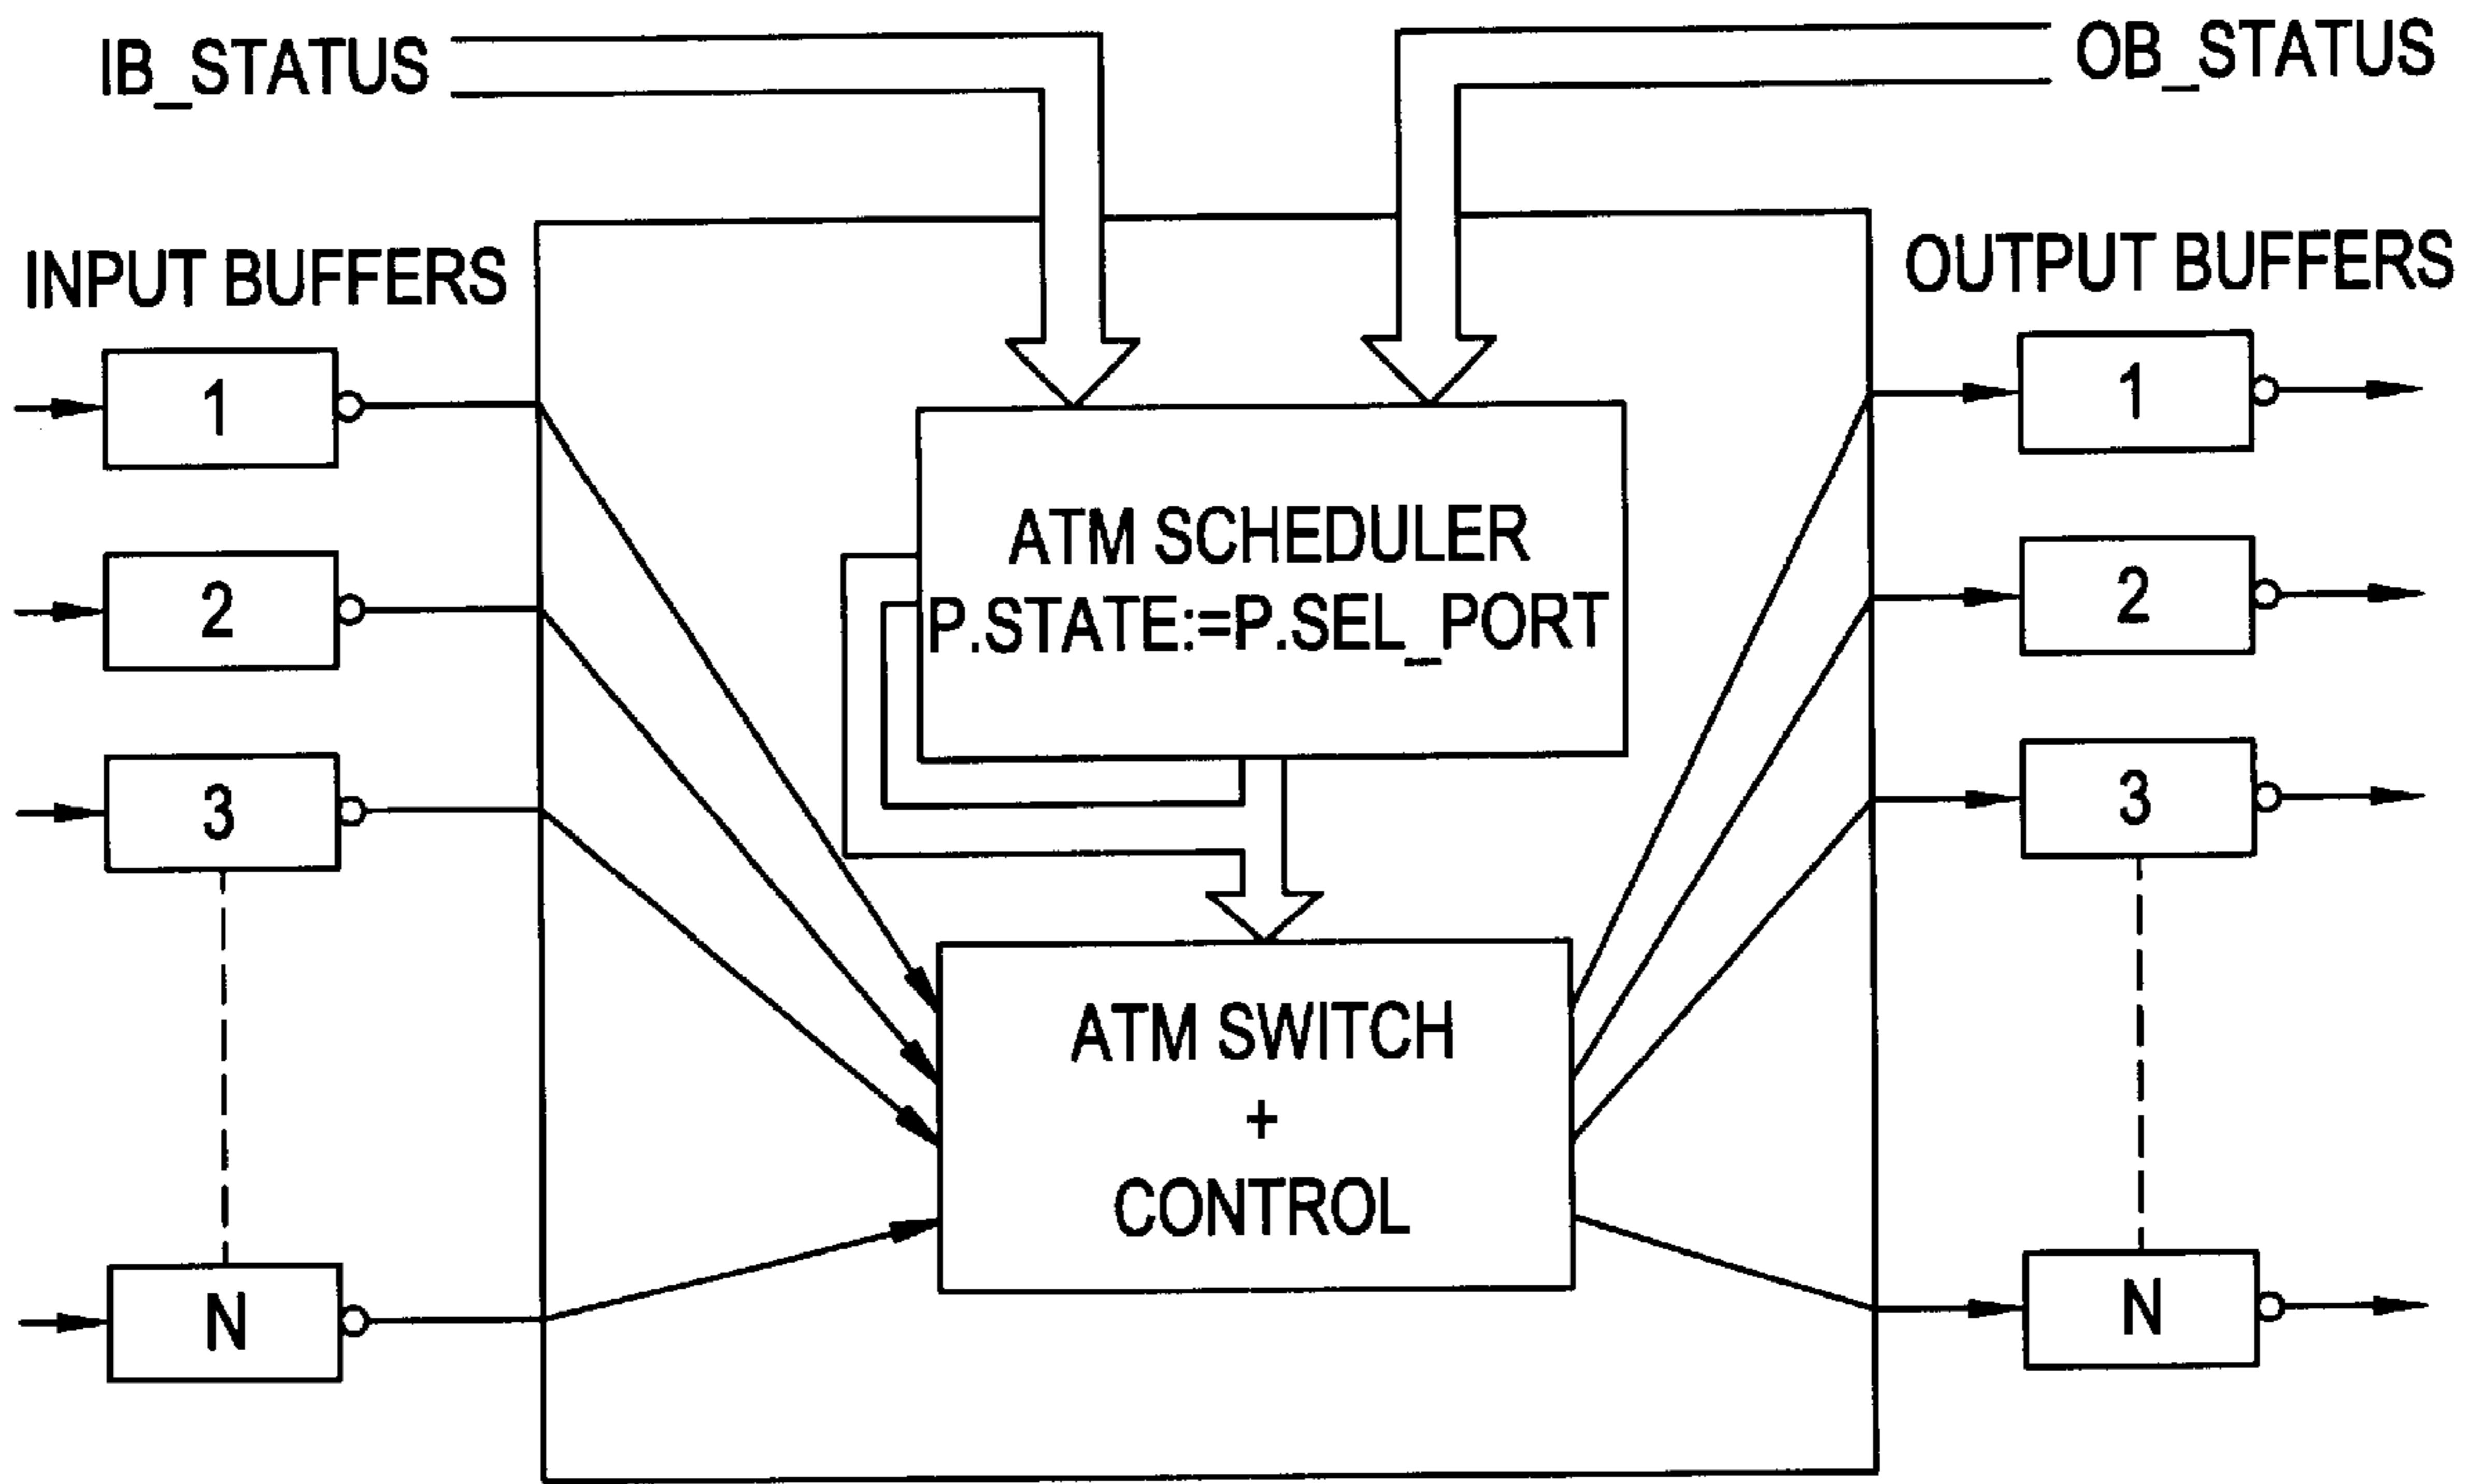 IB_STATUS
OB_STATUS
INPUT BUFFERS
OUTPUT BUFFERS
1
2
3
N
ATM SCHEDULER
P.STATE:=P.SEL_PORT
ATM SWITCH
+
CONTROL
1
2
3
N